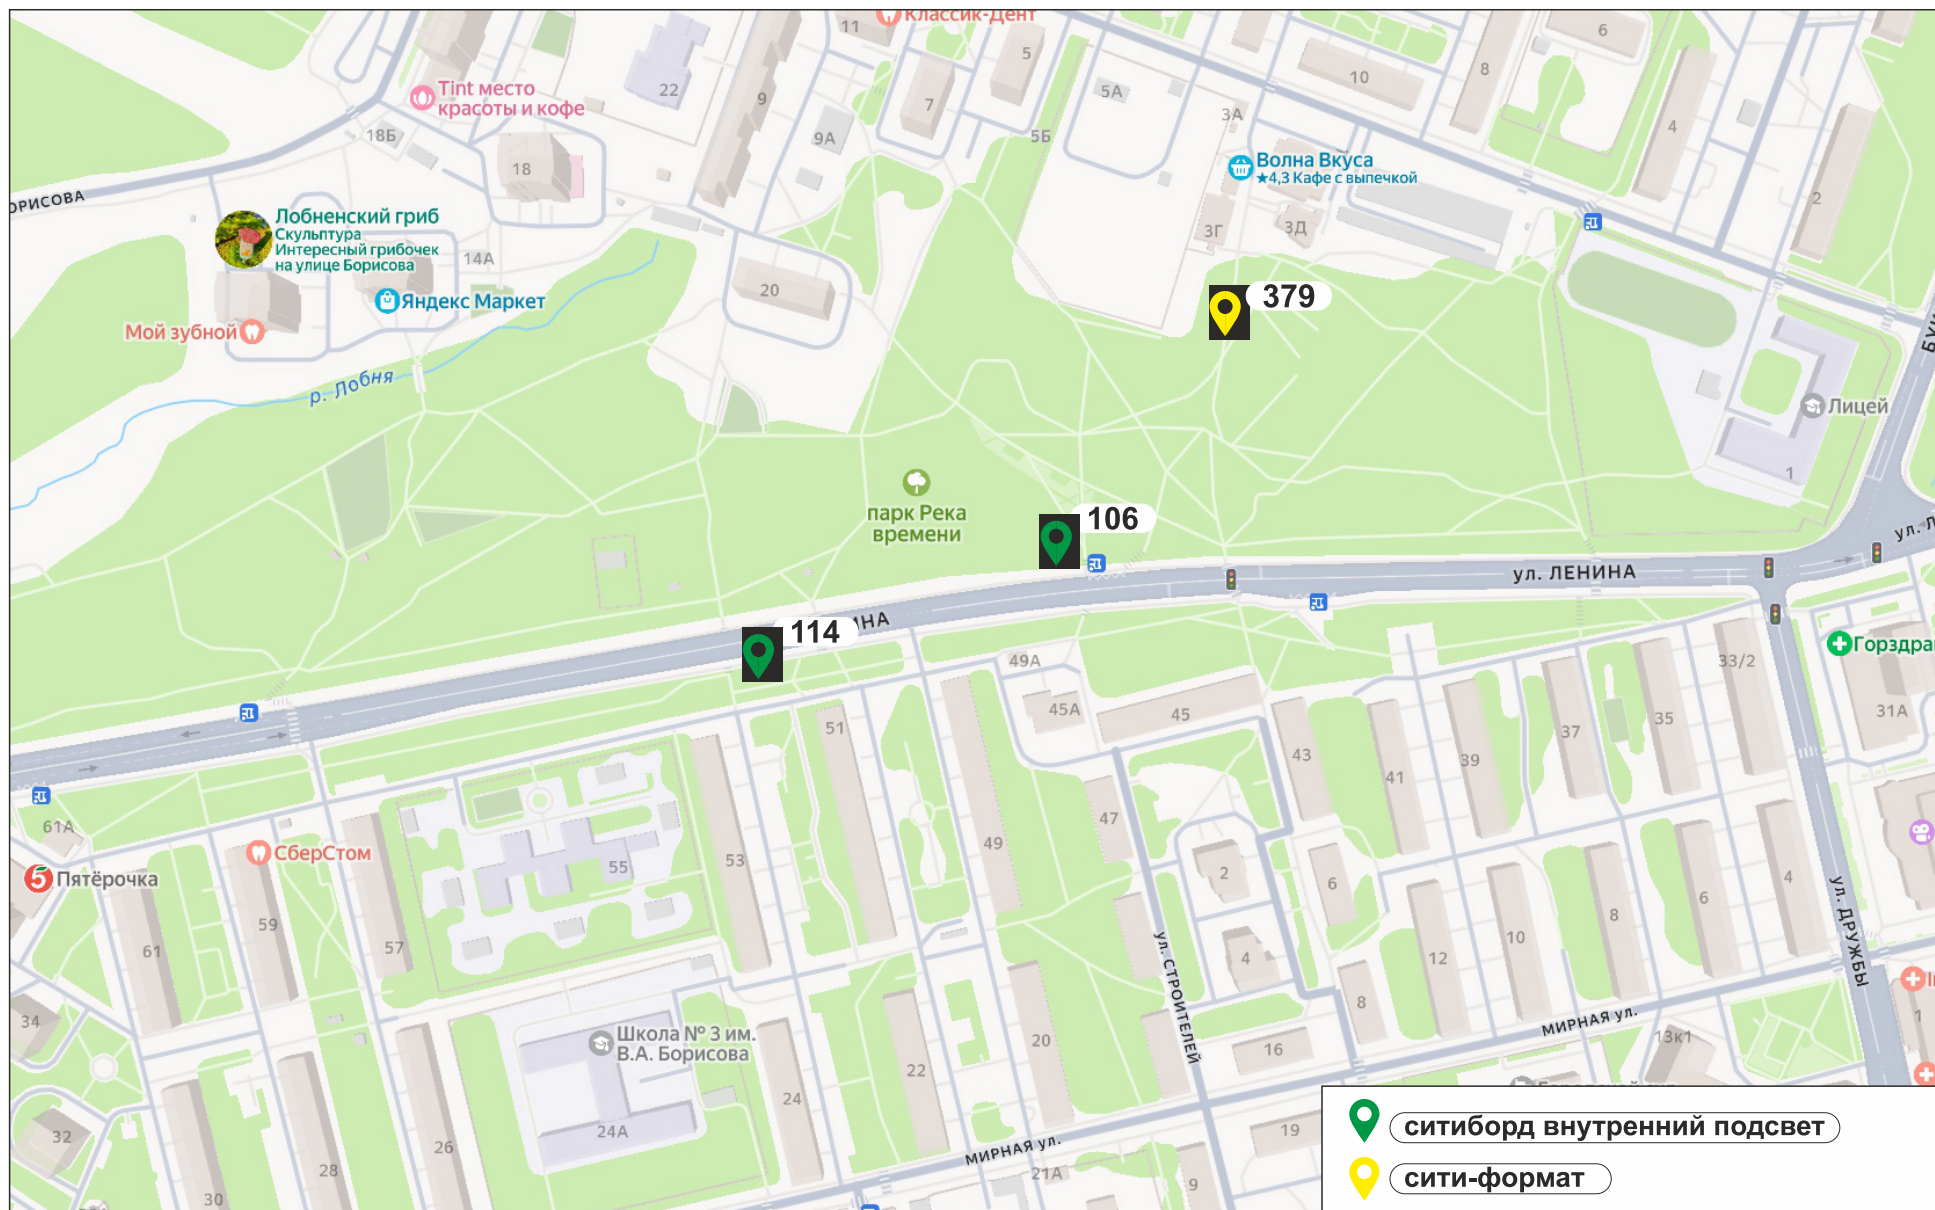 Классик-Дент
11
5
6
10
8
Tint место
красоты и кофе
22
9
7
5А
3А
4
18Б
9А
5Б
18
Волна Вкуса
★4,3 Кафе с выпечкой
2
ОРИСОВА
Лобненский гриб
Скульптура
Интересный грибочек
на улице Борисова
14А
3Г
3Д
20
379
Яндекс Маркет
Мой зубной
р. Лобня
Лицей
1
парк Река
времени
106
ул. ЛЕНИНА
114
33/2
Горздра
49А
45А
45
51
43
37
35
31А
41
39
61А
47
49
СберСтом
Пятёрочка
55
53
2
6
4
59
61
57
4
12
10
8
6
ул. ДРУЖБЫ
ул. СТРОИТЕЛЕЙ
34
Школа № 3 им.
В.А. Борисова
20
8
МИРНАЯ ул.
16
13к1
1
22
24
24А
32
26
28
30
МИРНАЯ ул.
21А
19
9
ситиборд внутренний подсвет
сити-формат